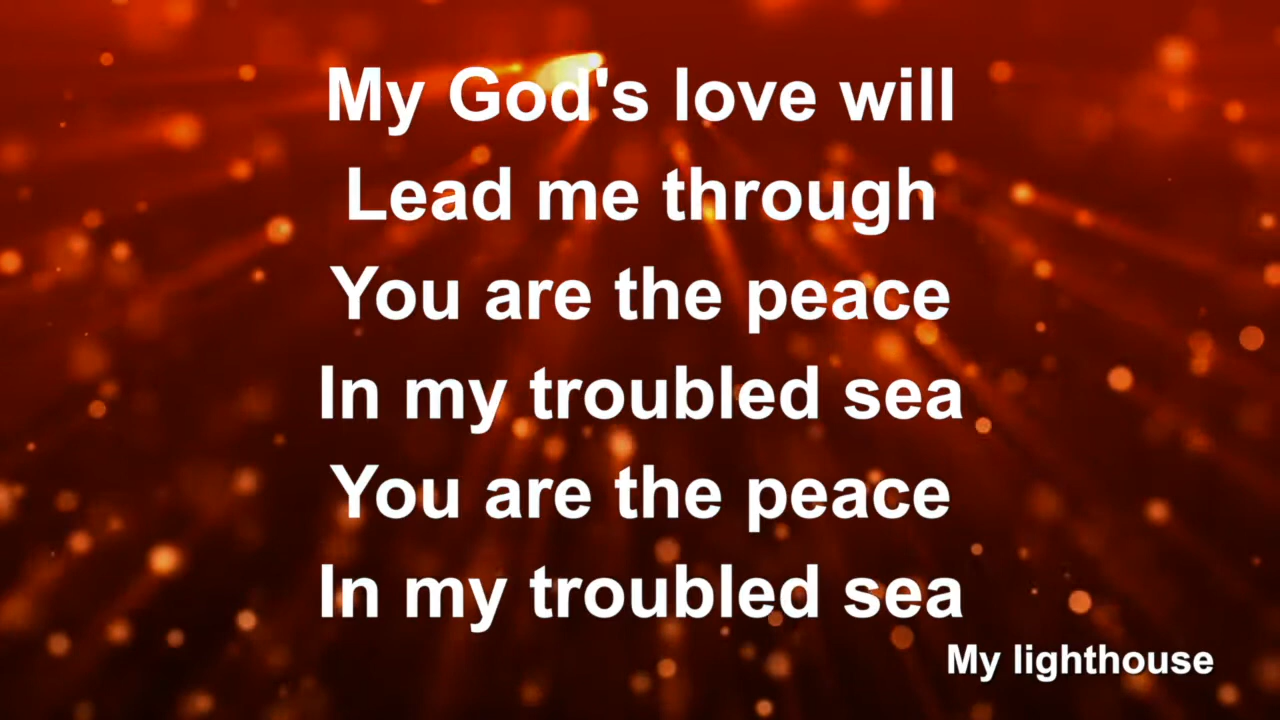 My God's love will
Lead me through
You are the peace
In my troubled sea
You are the peace
In my troubled sea
My lighthouse